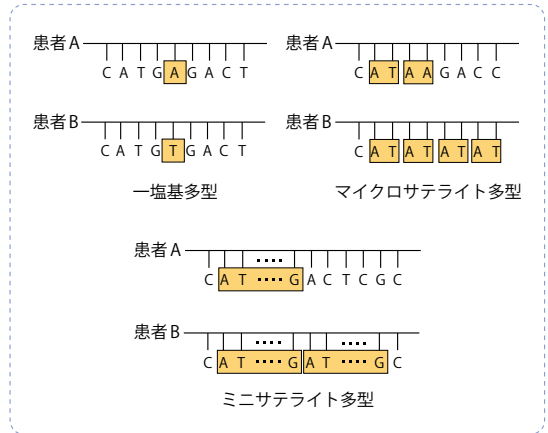 患者A
C A T G A G A C T
患者B
C A T G T G A C T
一塩基多型
患者A
C A T A A G A C C
患者B
C A T A T A T A T
マイクロサテライト多型
患者A
C A T ···· G A C T C G C
患者B
C A T ···· G A T ···· G C
ミニサテライト多型